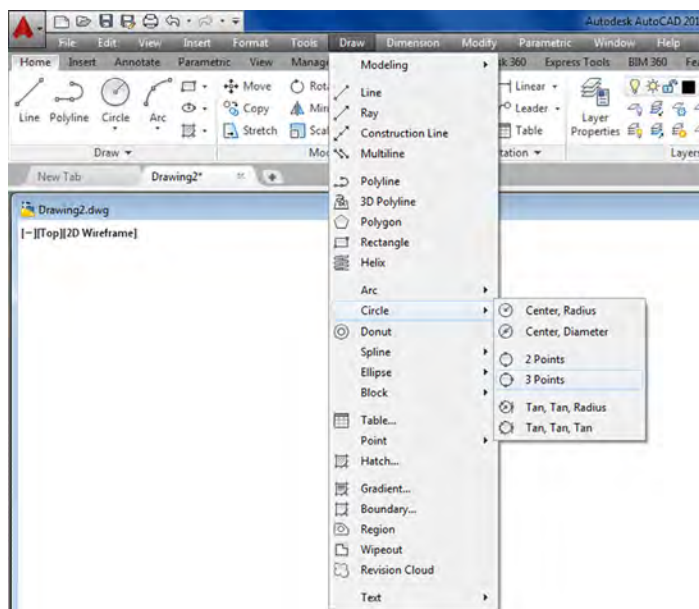 Autodesk AutoCAD 201
File Edit View Insert Format Tools Draw Dimension Modify Parametric Window Help
Home Insert Annotate Parametric View Manag k 360 Express Tools BIM 360 Fea
Line Polyline Circle Arc
Move
Copy
Stretch
Rot
Mir
Scal
Draw
Mo
Linear
Leader
Table
tation
Layer
Properties
Layers
New Tab Drawing2*
Drawing2.dwg
[−][Top][2D Wireframe]
Modeling
Line
Ray
Construction Line
Multiline
Polyline
3D Polyline
Polygon
Rectangle
Helix
Arc
Circle
Donut
Spline
Ellipse
Block
Table...
Point
Hatch...
Gradient...
Boundary...
Region
Wipeout
Revision Cloud
Text
Center, Radius
Center, Diameter
2 Points
3 Points
Tan, Tan, Radius
Tan, Tan, Tan